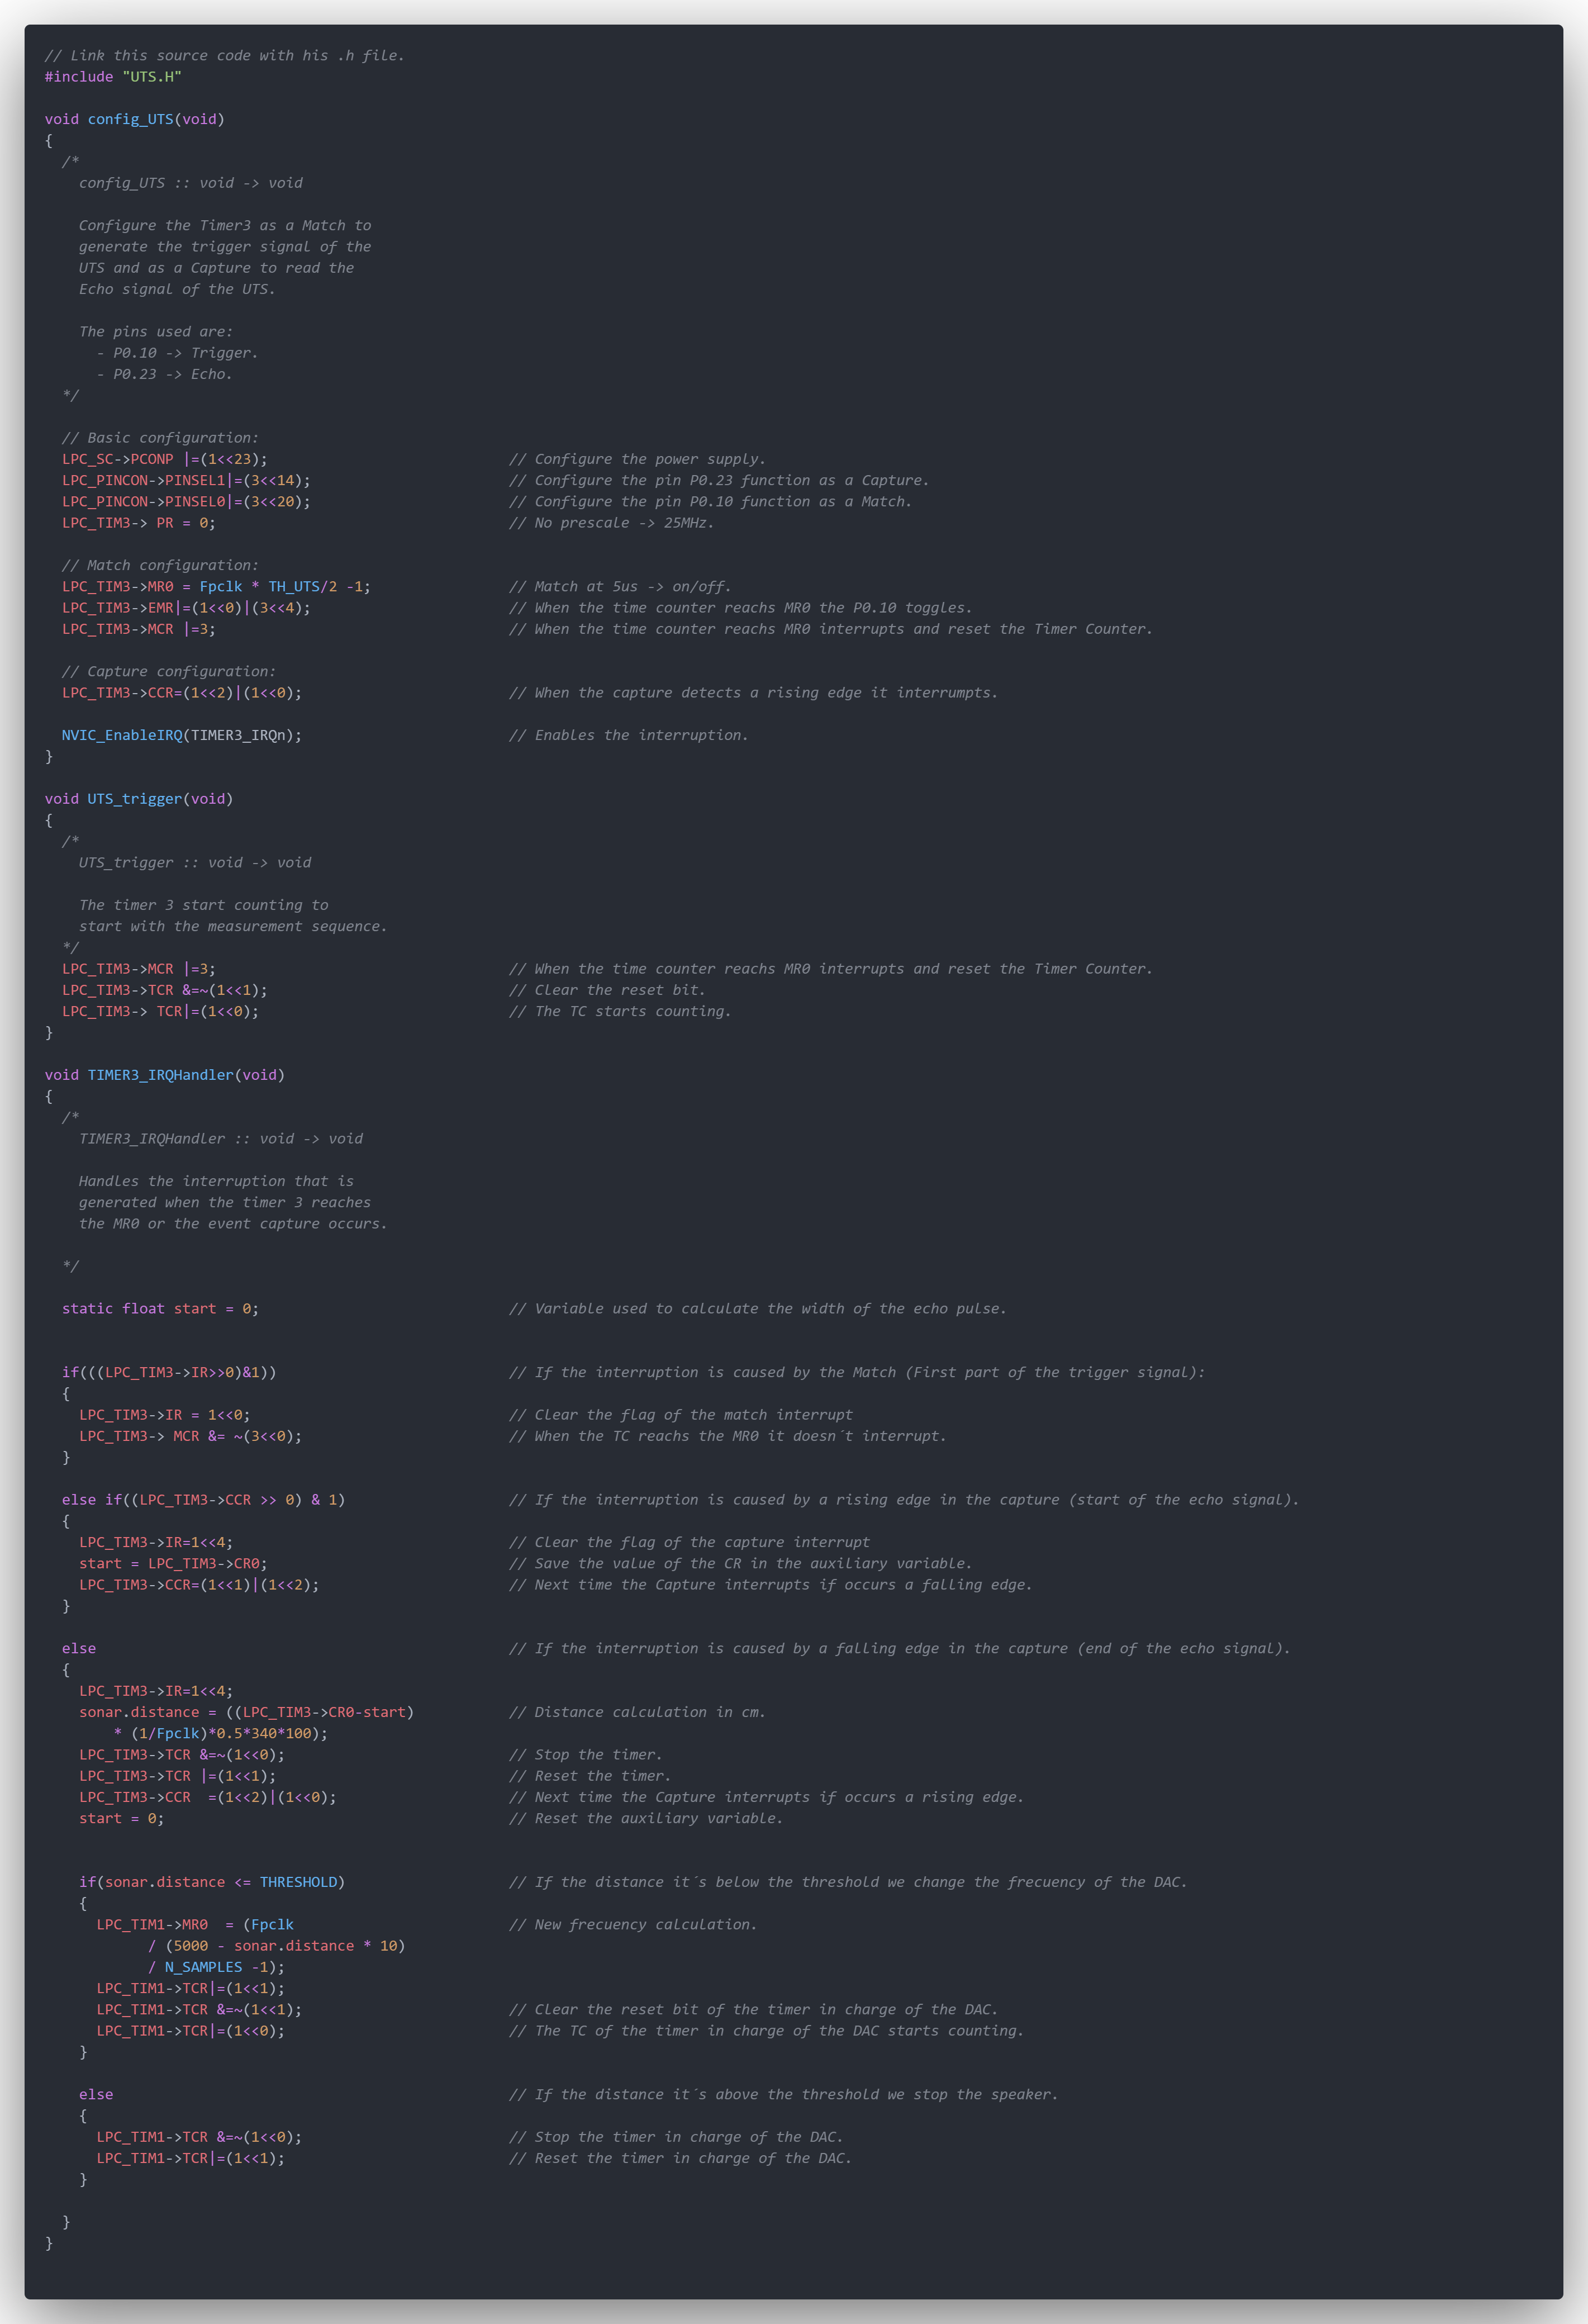 // Link this source code with his .h file.
#include "UTS.H"
void config_UTS(void)
{
/*
config_UTS :: void -> void
Configure the Timer3 as a Match to
generate the trigger signal of the
UTS and as a Capture to read the
Echo signal of the UTS.
The pins used are:
- P0.10 -> Trigger.
- P0.23 -> Echo.
*/
// Basic configuration:
LPC_SC->PCONP |=(1<<23); // Configure the power supply.
LPC_PINCON->PINSEL1|=(3<<14); // Configure the pin P0.23 function as a Capture.
LPC_PINCON->PINSEL0|=(3<<20); // Configure the pin P0.10 function as a Match.
LPC_TIM3-> PR = 0; // No prescale -> 25MHz.
// Match configuration:
LPC_TIM3->MR0 = Fpclk * TH_UTS/2 -1; // Match at 5us -> on/off.
LPC_TIM3->EMR|=(1<<0)|(3<<4); // When the time counter reachs MR0 the P0.10 toggles.
LPC_TIM3->MCR |=3; // When the time counter reachs MR0 interrupts and reset the Timer Counter.
// Capture configuration:
LPC_TIM3->CCR=(1<<2)|(1<<0); // When the capture detects a rising edge it interrumpts.
NVIC_EnableIRQ(TIMER3_IRQn); // Enables the interruption.
}
void UTS_trigger(void)
{
/*
UTS_trigger :: void -> void
The timer 3 start counting to
start with the measurement sequence.
*/
LPC_TIM3->MCR |=3; // When the time counter reachs MR0 interrupts and reset the Timer Counter.
LPC_TIM3->TCR &=~(1<<1); // Clear the reset bit.
LPC_TIM3-> TCR|=(1<<0); // The TC starts counting.
}
void TIMER3_IRQHandler(void)
{
/*
TIMER3_IRQHandler :: void -> void
Handles the interruption that is
generated when the timer 3 reaches
the MR0 or the event capture occurs.
*/
static float start = 0; // Variable used to calculate the width of the echo pulse.
if(((LPC_TIM3->IR>>0)&1)) // If the interruption is caused by the Match (First part of the trigger signal):
{
LPC_TIM3->IR = 1<<0; // Clear the flag of the match interrupt
LPC_TIM3-> MCR &= ~(3<<0); // When the TC reachs the MR0 it doesn´t interrupt.
}
else if((LPC_TIM3->CCR >> 0) & 1) // If the interruption is caused by a rising edge in the capture (start of the echo signal).
{
LPC_TIM3->IR=1<<4; // Clear the flag of the capture interrupt
start = LPC_TIM3->CR0; // Save the value of the CR in the auxiliary variable.
LPC_TIM3->CCR=(1<<1)|(1<<2); // Next time the Capture interrupts if occurs a falling edge.
}
else // If the interruption is caused by a falling edge in the capture (end of the echo signal).
{
LPC_TIM3->IR=1<<4;
sonar.distance = ((LPC_TIM3->CR0-start) // Distance calculation in cm.
* (1/Fpclk)*0.5*340*100);
LPC_TIM3->TCR &=~(1<<0); // Stop the timer.
LPC_TIM3->TCR |=(1<<1); // Reset the timer.
LPC_TIM3->CCR  =(1<<2)|(1<<0); // Next time the Capture interrupts if occurs a rising edge.
start = 0; // Reset the auxiliary variable.
if(sonar.distance <= THRESHOLD) // If the distance it´s below the threshold we change the frecuency of the DAC.
{
LPC_TIM1->MR0  = (Fpclk // New frecuency calculation.
/ (5000 - sonar.distance * 10)
/ N_SAMPLES -1);
LPC_TIM1->TCR|=(1<<1);
LPC_TIM1->TCR &=~(1<<1); // Clear the reset bit of the timer in charge of the DAC.
LPC_TIM1->TCR|=(1<<0); // The TC of the timer in charge of the DAC starts counting.
}
else // If the distance it´s above the threshold we stop the speaker.
{
LPC_TIM1->TCR &=~(1<<0); // Stop the timer in charge of the DAC.
LPC_TIM1->TCR|=(1<<1); // Reset the timer in charge of the DAC.
}
}
}